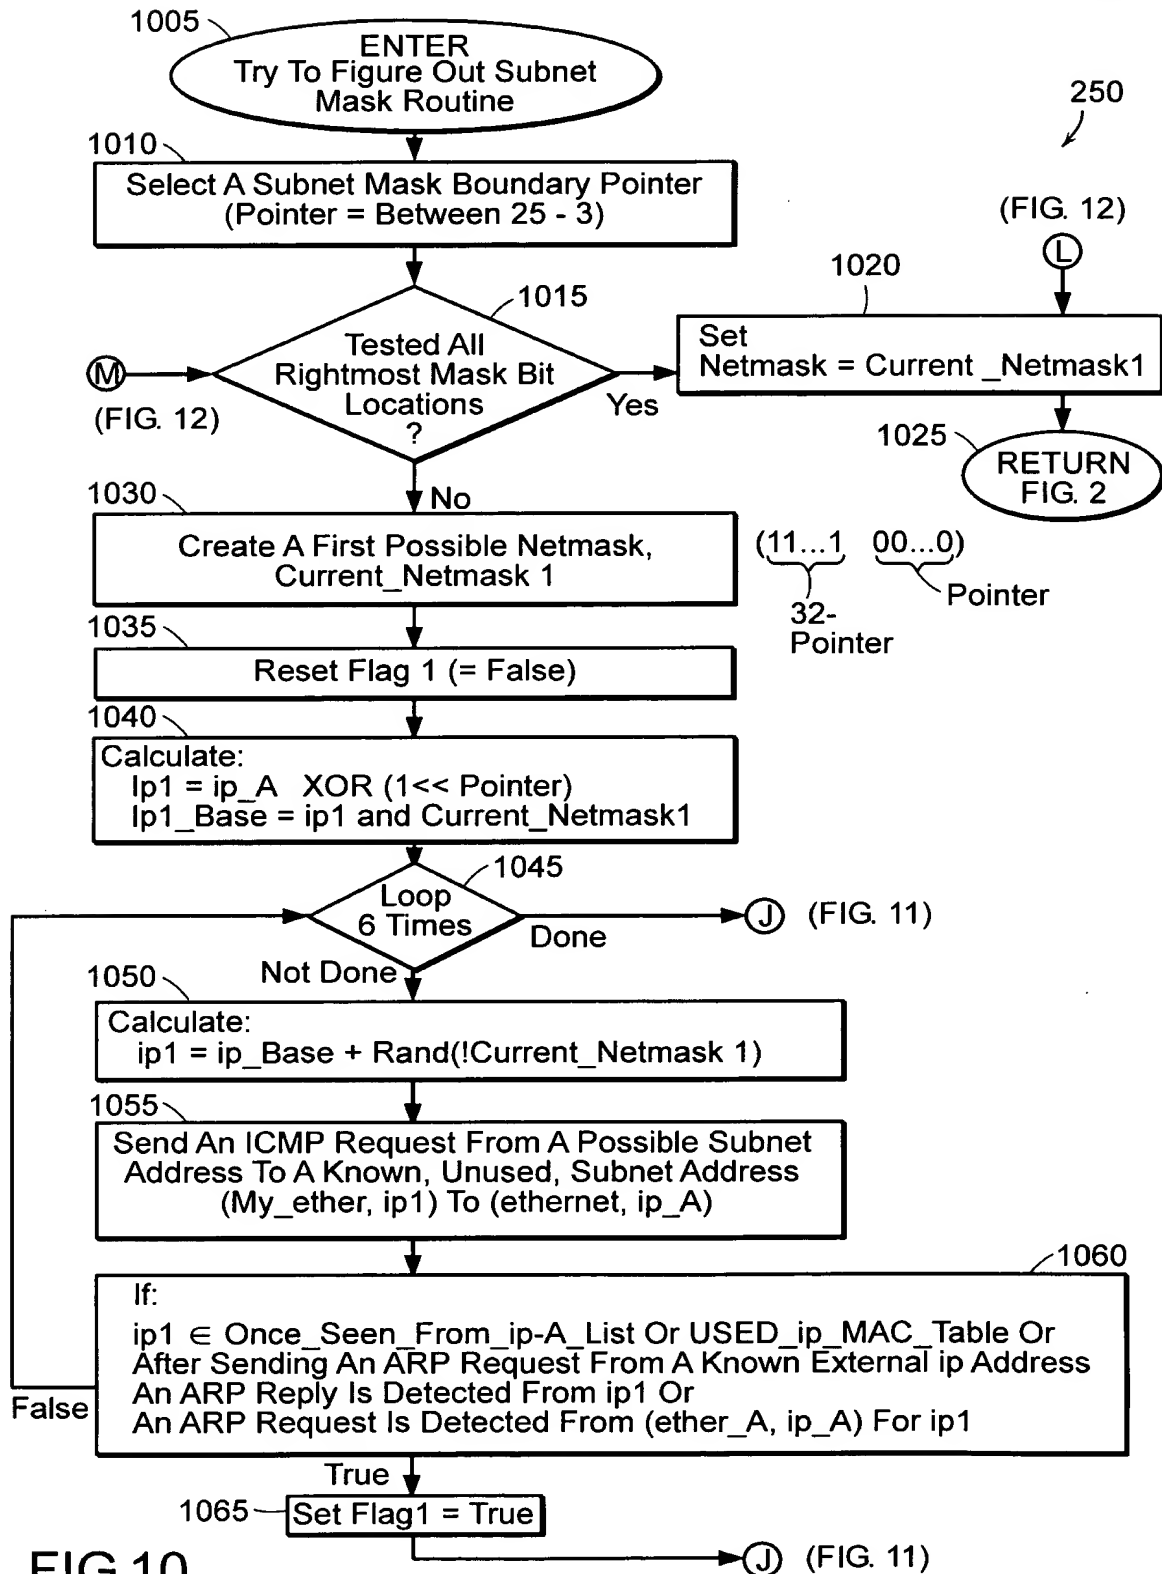 1005
ENTER
Try To Figure Out Subnet
Mask Routine
250
1010
Select A Subnet Mask Boundary Pointer
(Pointer = Between 25 - 3)
(FIG. 12)
L
1020
Set
Netmask = Current _Netmask1
1015
Tested All
Rightmost Mask Bit
Locations
?
M
(FIG. 12)
Yes
1025
RETURN
FIG. 2
No
1030
Create A First Possible Netmask,
Current_Netmask 1
(11...1 00...0)
32-
Pointer
Pointer
1035
Reset Flag 1 (= False)
1040
Calculate:
Ip1 = ip_A XOR (1<< Pointer)
Ip1_Base = ip1 and Current_Netmask1
1045
Loop
6 Times
Done
J (FIG. 11)
Not Done
1050
Calculate:
ip1 = ip_Base + Rand(!Current_Netmask 1)
1055
Send An ICMP Request From A Possible Subnet
Address To A Known, Unused, Subnet Address
(My_ether, ip1) To (ethernet, ip_A)
1060
If:
ip1 ∈ Once_Seen_From_ip-A_List Or USED_ip_MAC_Table Or
After Sending An ARP Request From A Known External ip Address
An ARP Reply Is Detected From ip1 Or
An ARP Request Is Detected From (ether_A, ip_A) For ip1
False
True
1065
Set Flag1 = True
J (FIG. 11)
FIG 10